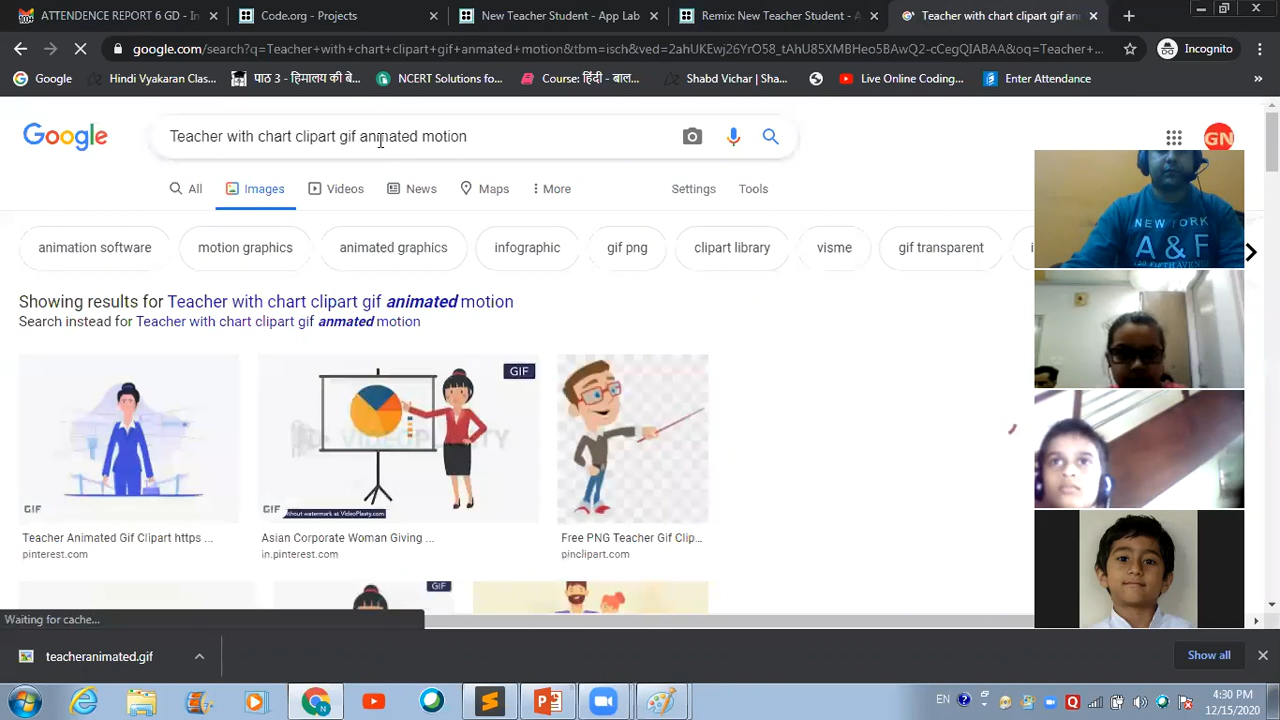 ATTENDENCE REPORT 6 GD - In
Code.org - Projects
New Teacher Student - App Lab
Remix: New Teacher Student - A
Teacher with chart clipart gif an
google.com/search?q=Teacher+with+chart+clipart+gif+anmated+motion&tbm=isch&ved=2ahUKEwj26YrO58_tAhU85XMBHeo5BAwQ2-cCegQIABAA&oq=Teacher+...
Incognito
Google
Hindi Vyakaran Clas...
पाठ 3 - हिमालय की बे...
NCERT Solutions fo...
Course: हिंदी - बाल...
Shabd Vichar | Sha...
Live Online Coding...
Enter Attendance
Google
Teacher with chart clipart gif anmated motion
GN
All
Images
Videos
News
Maps
More
Settings
Tools
animation software
motion graphics
animated graphics
infographic
gif png
clipart library
visme
gif transparent
NEW YORK
A & F
Showing results for Teacher with chart clipart gif animated motion
Search instead for Teacher with chart clipart gif anmated motion
GIF
GIF
GIF
VIDEOPLASTY
thout watermark at VideoPlasty.com
Teacher Animated Gif Clipart https ...
pinterest.com
Asian Corporate Woman Giving ...
in.pinterest.com
Free PNG Teacher Gif Clip...
pinclipart.com
GIF
Waiting for cache...
teacheranimated.gif
Show all
EN
4:30 PM
12/15/2020